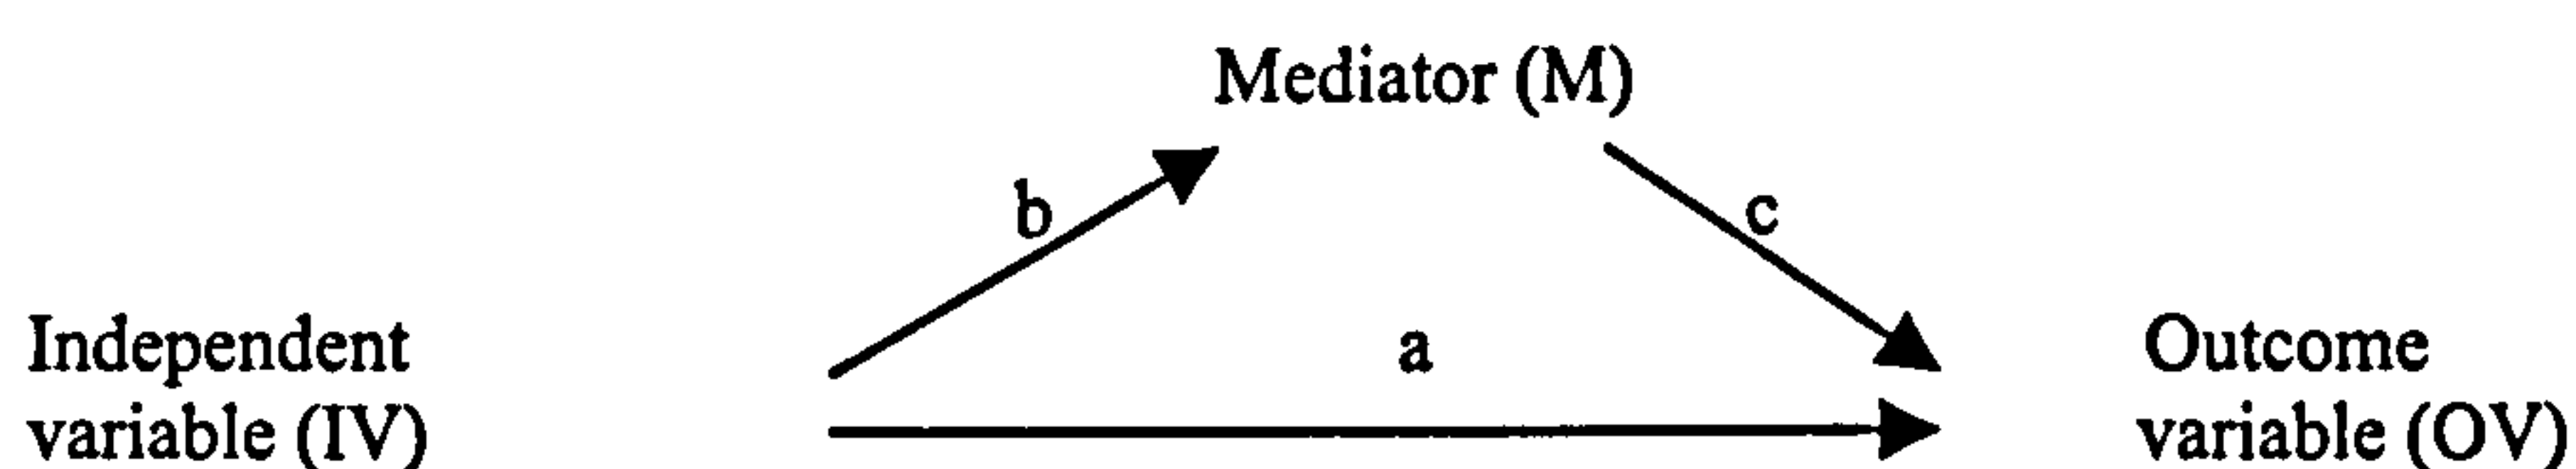 Mediator (M)
b
c
a
Independent
variable (IV)
Outcome
variable (OV)